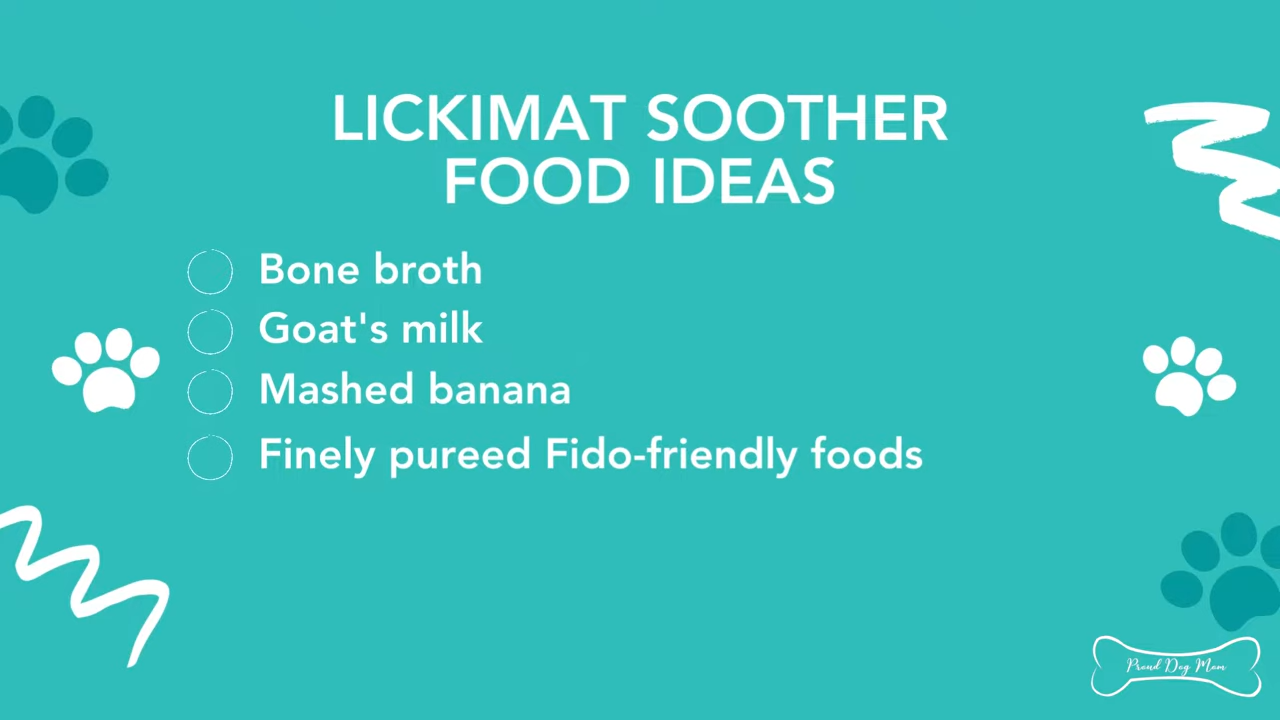 LICKIMAT SOOTHER
FOOD IDEAS
Bone broth
Goat's milk
Mashed banana
Finely pureed Fido-friendly foods
Proud Dog Mom